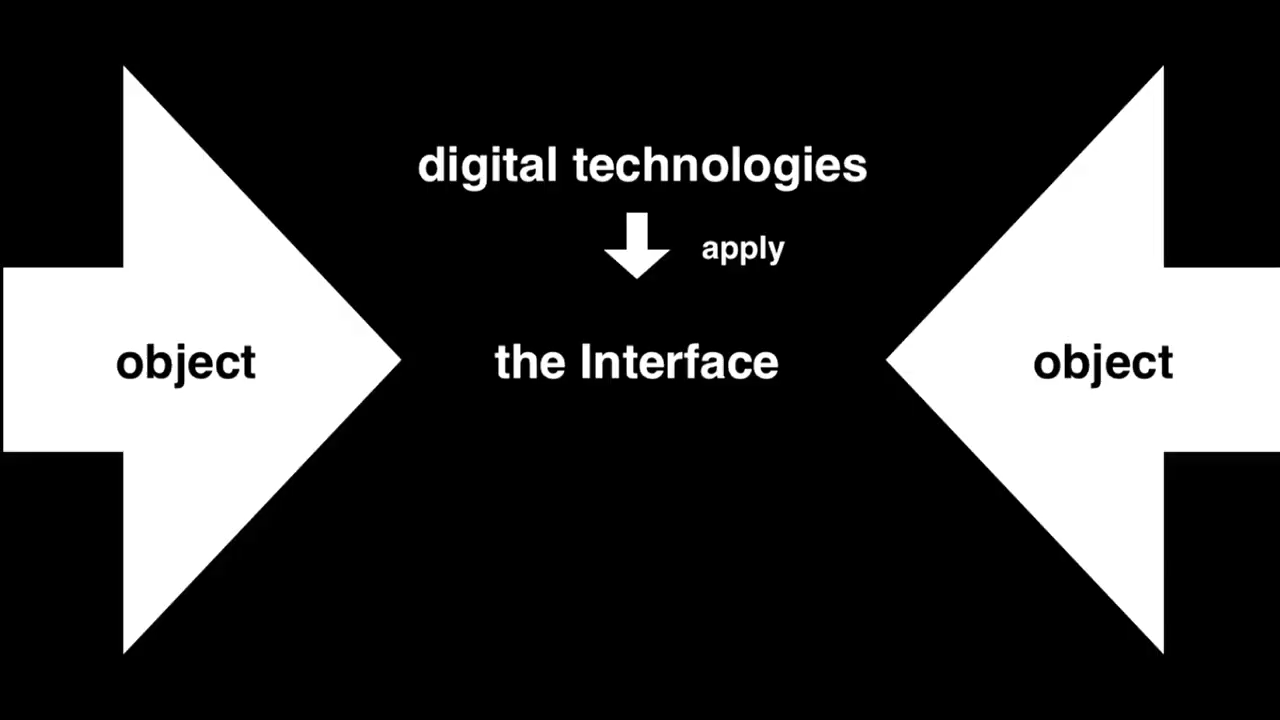 digital technologies
apply
object
the Interface
object